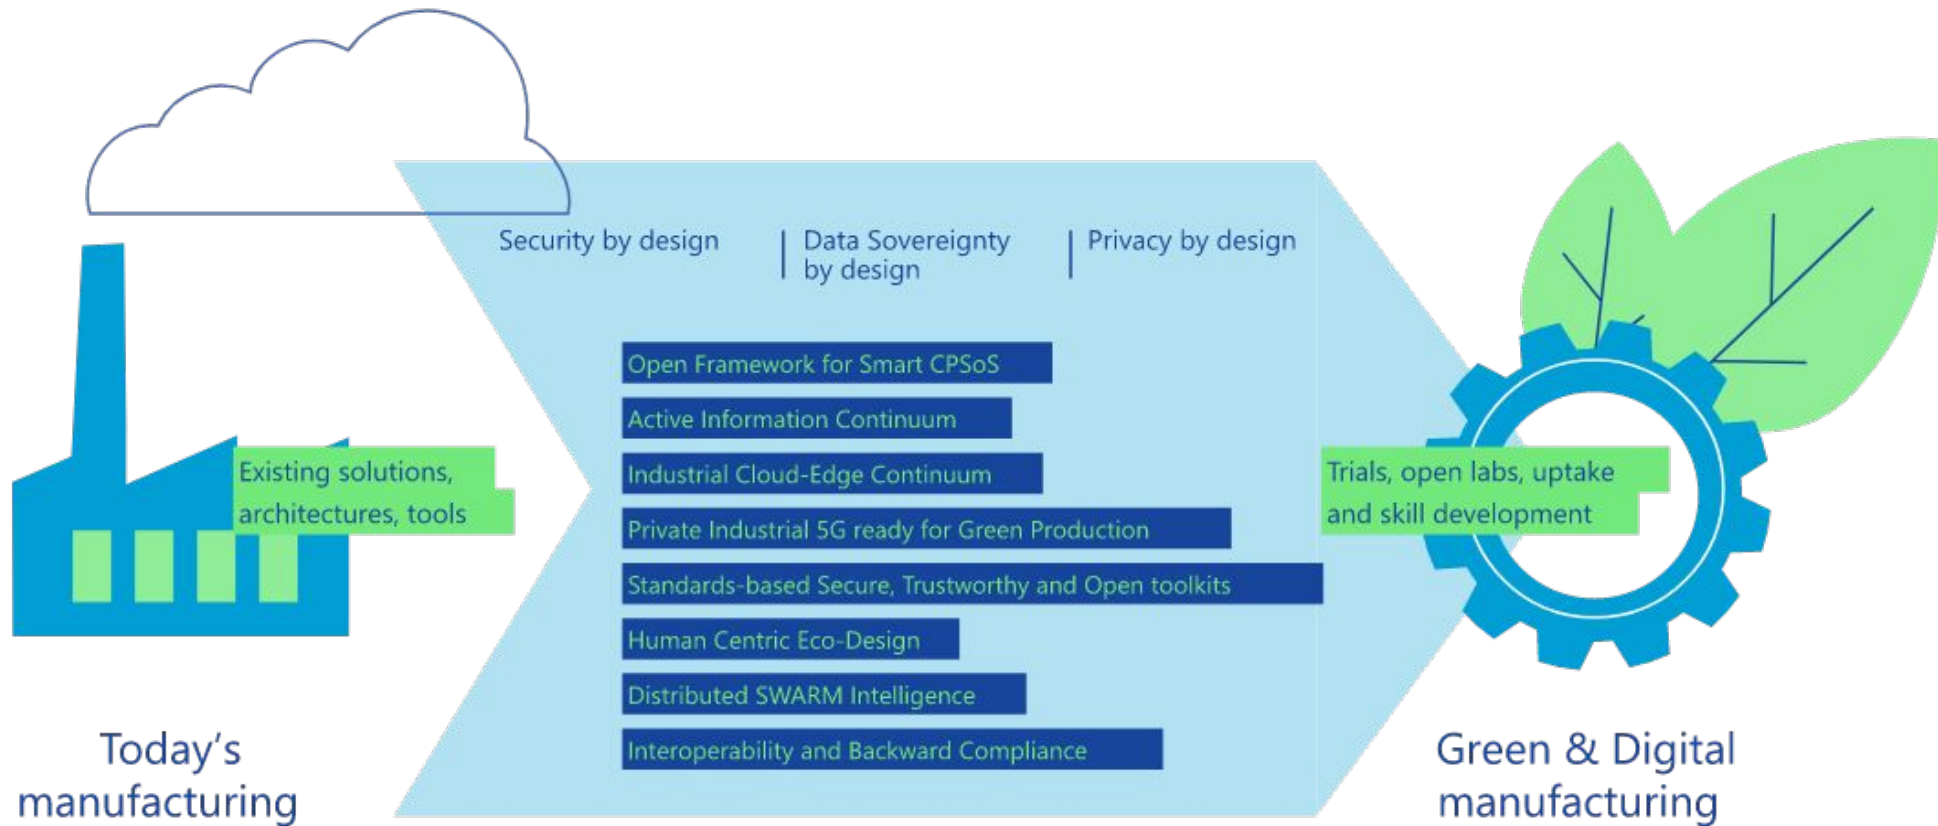 Security by design
Data Sovereignty
by design
Privacy by design
Open Framework for Smart CPSoS
Active Information Continuum
Industrial Cloud-Edge Continuum
Private Industrial 5G ready for Green Production
Standards-based Secure, Trustworthy and Open toolkits
Human Centric Eco-Design
Distributed SWARM Intelligence
Interoperability and Backward Compliance
Existing solutions,
architectures, tools
Trials, open labs, uptake
and skill development
Today’s
manufacturing
Green & Digital
manufacturing